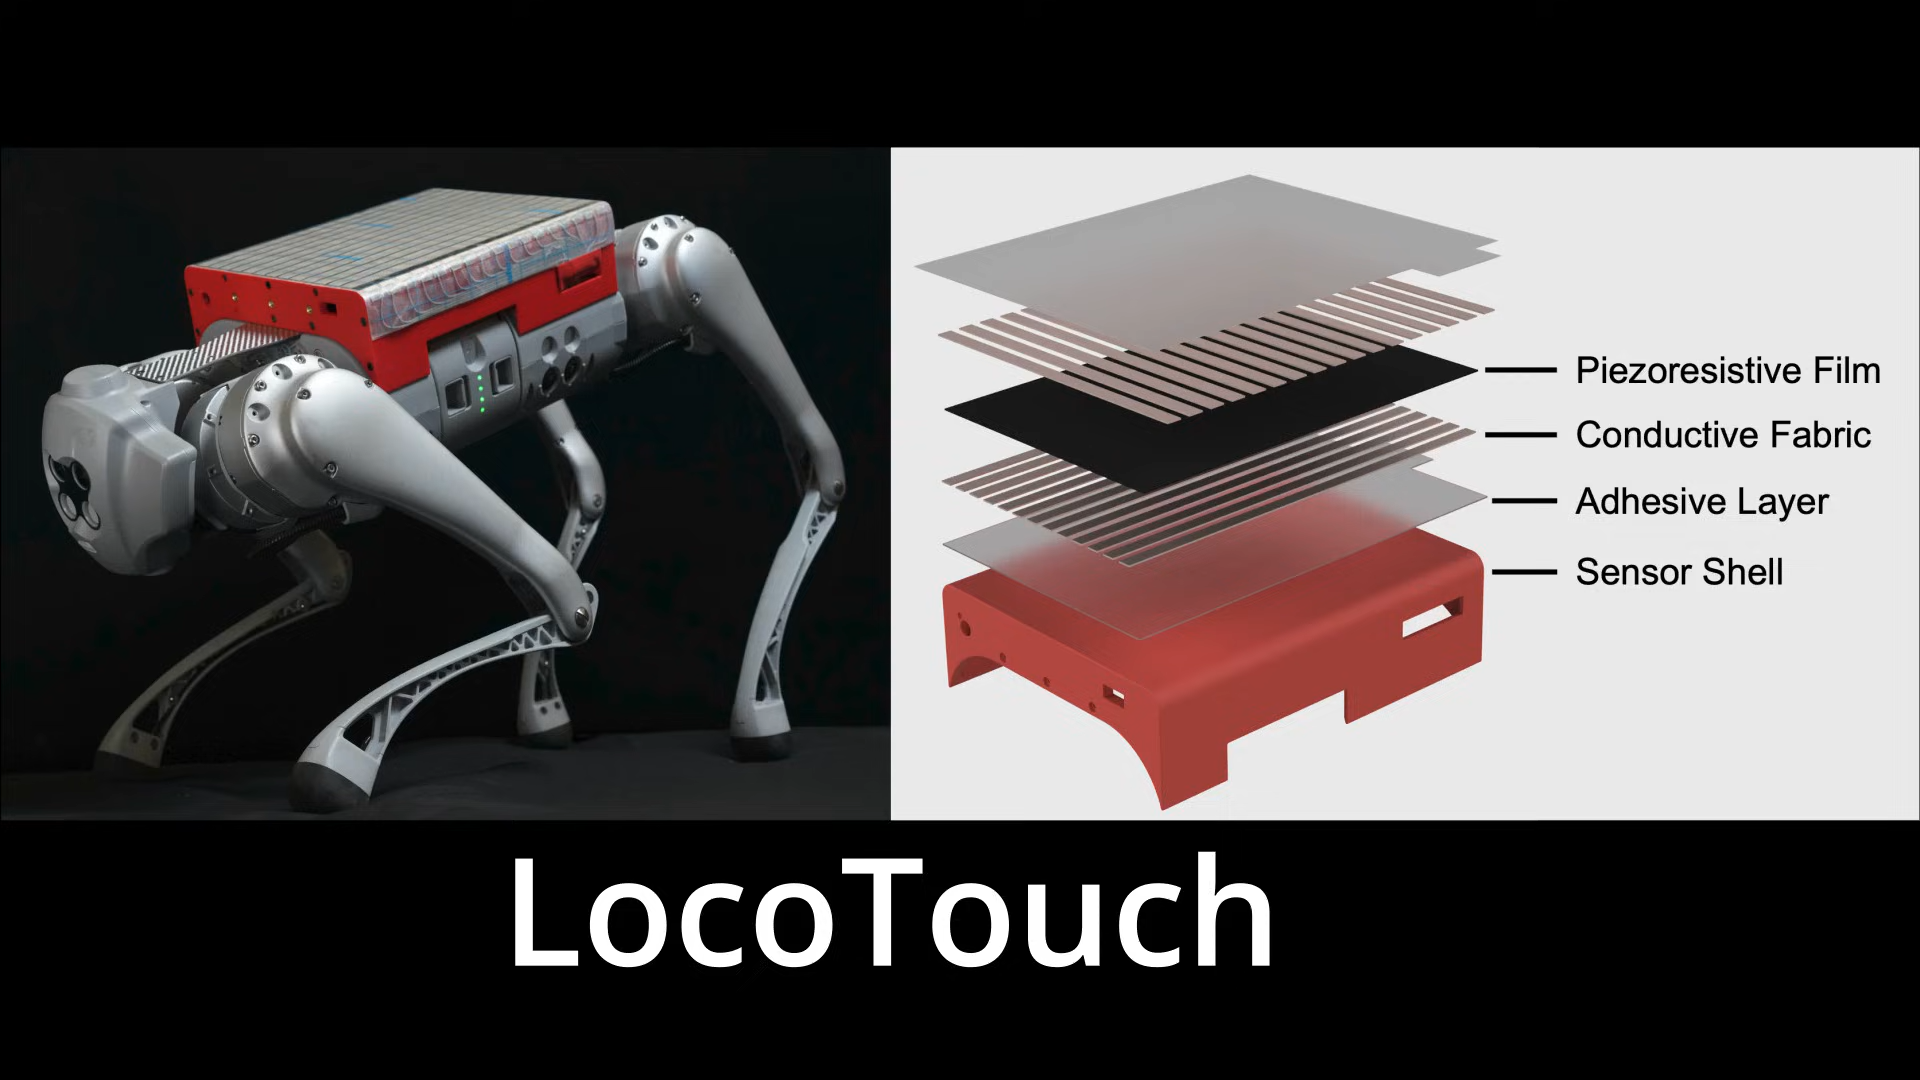 Piezoresistive Film
Conductive Fabric
Adhesive Layer
Sensor Shell
LocoTouch